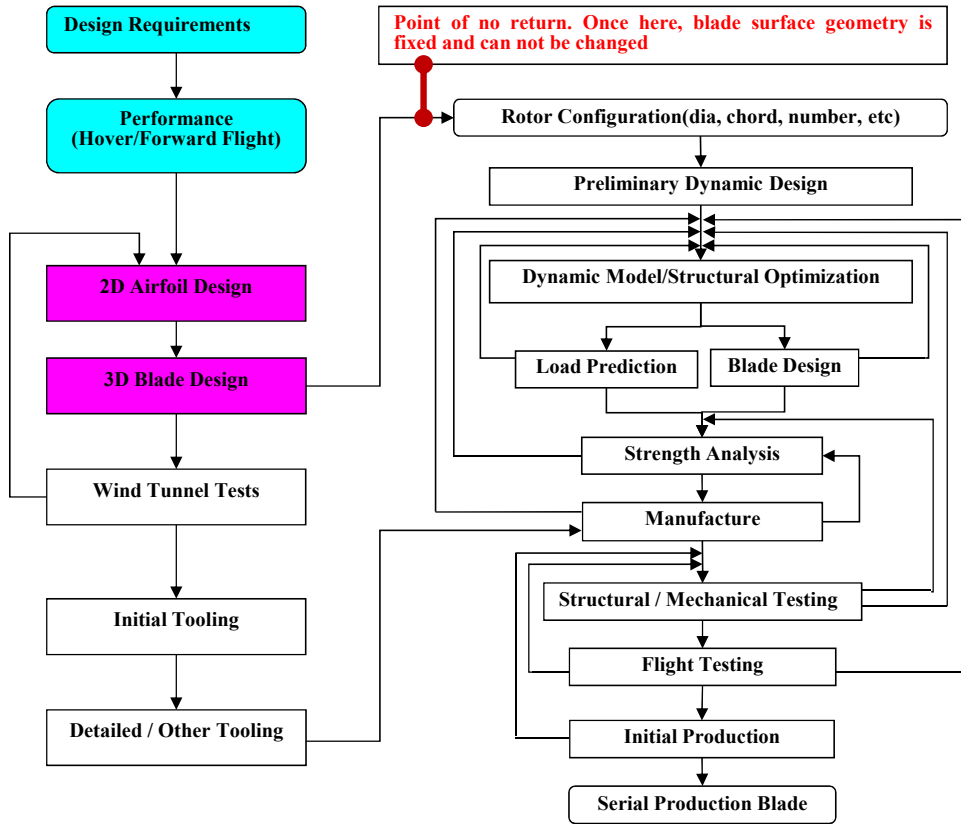 Design Requirements
Performance
(Hover/Forward Flight)
2D Airfoil Design
3D Blade Design
Wind Tunnel Tests
Initial Tooling
Detailed / Other Tooling
Point of no return. Once here, blade surface geometry is
fixed and can not be changed
Rotor Configuration(dia, chord, number, etc)
Preliminary Dynamic Design
Dynamic Model/Structural Optimization
Load Prediction
Blade Design
Strength Analysis
Manufacture
Structural / Mechanical Testing
Flight Testing
Initial Production
Serial Production Blade